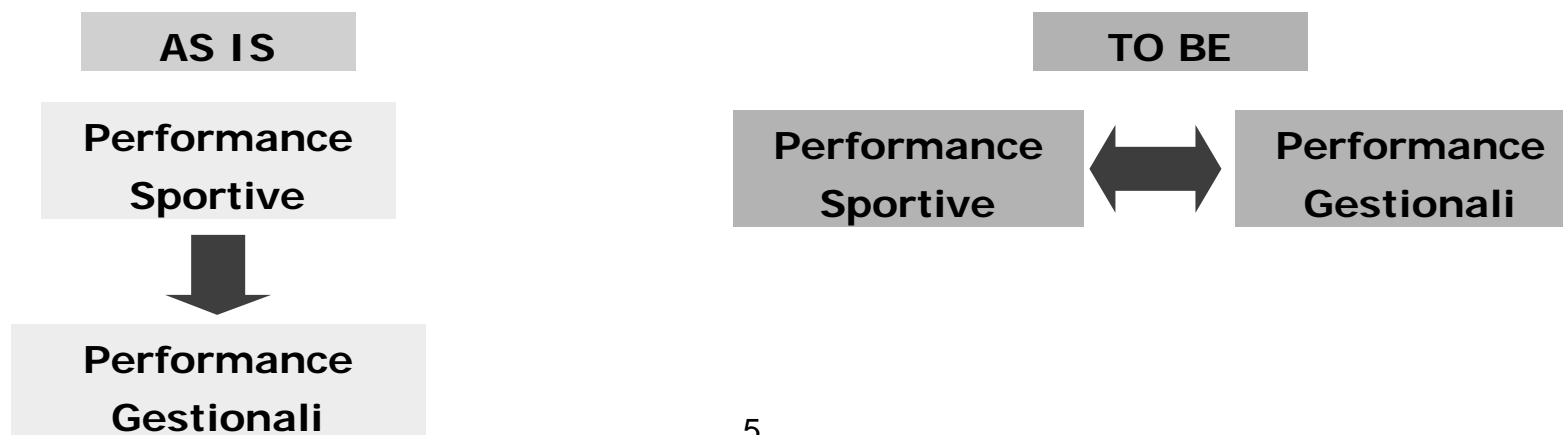 AS IS
Performance
Sportive
Performance
Gestionali
TO BE
Performance
Sportive
Performance
Gestionali
5